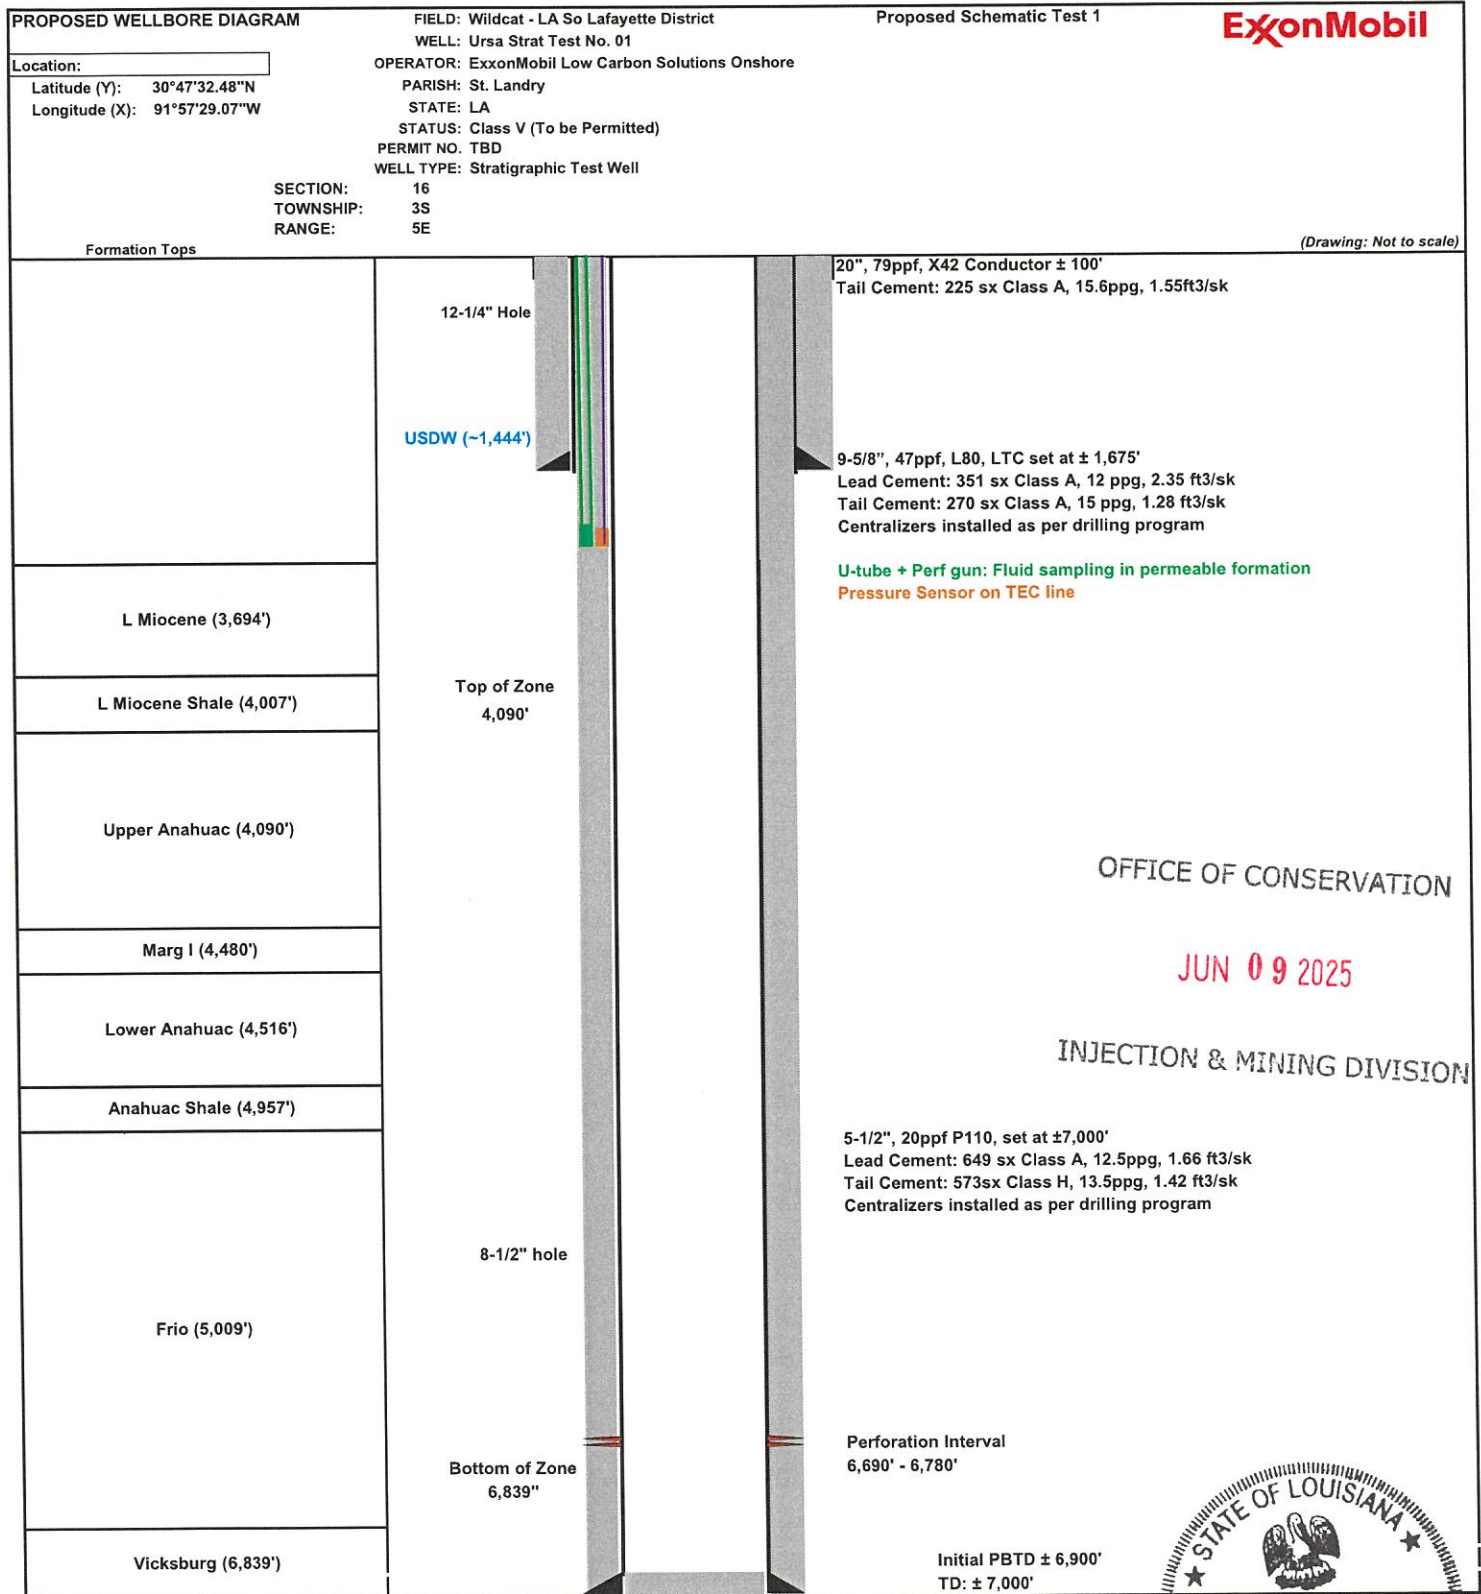 PROPOSED WELLBORE DIAGRAM
Location:
Latitude (Y): 30°47'32.48"N
Longitude (X): 91°57'29.07"W
FIELD: Wildcat - LA So Lafayette District
WELL: Ursa Strat Test No. 01
OPERATOR: ExxonMobil Low Carbon Solutions Onshore
PARISH: St. Landry
STATE: LA
STATUS: Class V (To be Permitted)
PERMIT NO. TBD
WELL TYPE: Stratigraphic Test Well
SECTION: 16
TOWNSHIP: 3S
RANGE: 5E
Proposed Schematic Test 1
ExxonMobil
(Drawing: Not to scale)
Formation Tops
20", 79ppf, X42 Conductor ± 100'
Tail Cement: 225 sx Class A, 15.6ppg, 1.55ft3/sk
12-1/4" Hole
USDW (~1,444')
9-5/8", 47ppf, L80, LTC set at ± 1,675'
Lead Cement: 351 sx Class A, 12 ppg, 2.35 ft3/sk
Tail Cement: 270 sx Class A, 15 ppg, 1.28 ft3/sk
Centralizers installed as per drilling program
U-tube + Perf gun: Fluid sampling in permeable formation
Pressure Sensor on TEC line
L Miocene (3,694')
L Miocene Shale (4,007')
Top of Zone
4,090'
Upper Anahuac (4,090')
OFFICE OF CONSERVATION
JUN 09 2025
INJECTION & MINING DIVISION
Marg I (4,480')
Lower Anahuac (4,516')
Anahuac Shale (4,957')
5-1/2", 20ppf P110, set at ±7,000'
Lead Cement: 649 sx Class A, 12.5ppg, 1.66 ft3/sk
Tail Cement: 573sx Class H, 13.5ppg, 1.42 ft3/sk
Centralizers installed as per drilling program
8-1/2" hole
Frio (5,009')
Perforation Interval
6,690' - 6,780'
Bottom of Zone
6,839"
STATE OF LOUISIANA
Vicksburg (6,839')
Initial PBTD ± 6,900'
TD: ± 7,000'